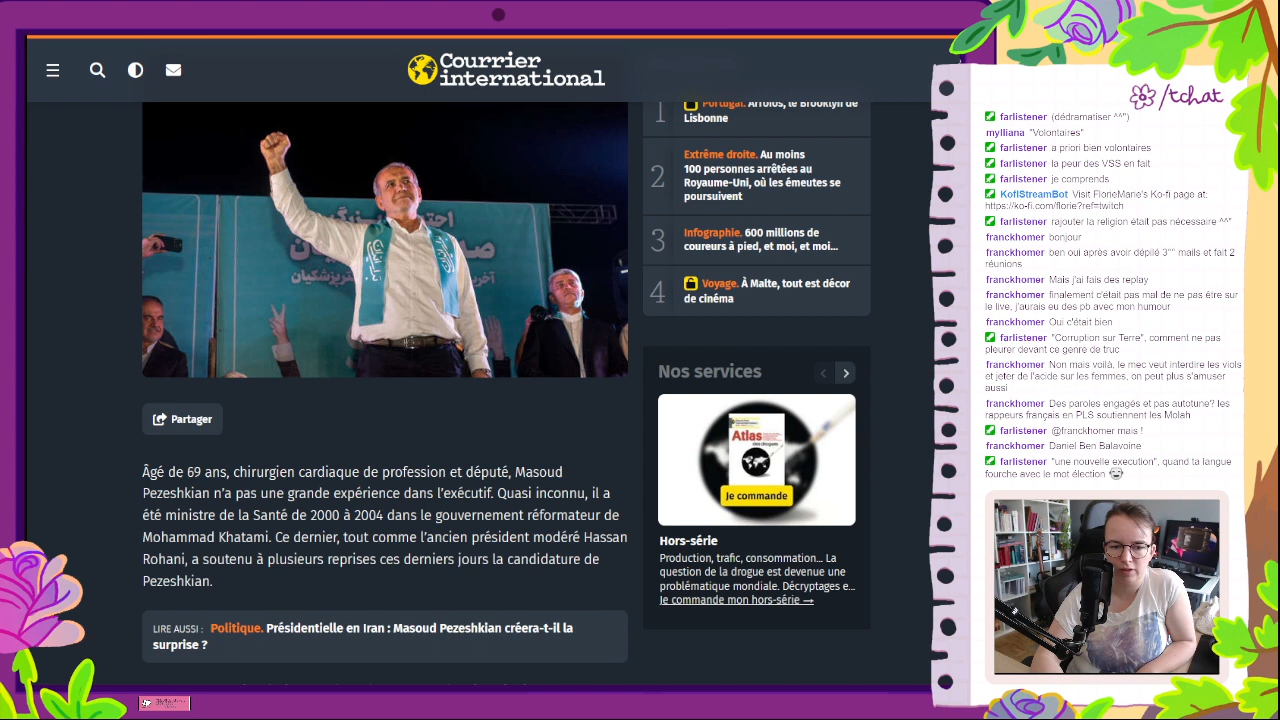 Courrier
international
1
Portugal. Arroios, le Brooklyn de
Lisbonne
2
Extrême droite. Au moins
100 personnes arrêtées au
Royaume-Uni, où les émeutes se
poursuivent
3
Infographie. 600 millions de
coureurs à pied, et moi, et moi...
4
Voyage. À Malte, tout est décor
de cinéma
Partager
Âgé de 69 ans, chirurgien cardiaque de profession et député, Masoud
Pezeshkian n'a pas une grande expérience dans l'exécutif. Quasi inconnu, il a
été ministre de la Santé de 2000 à 2004 dans le gouvernement réformateur de
Mohammad Khatami. Ce dernier, tout comme l'ancien président modéré Hassan
Rohani, a soutenu à plusieurs reprises ces derniers jours la candidature de
Pezeshkian.
LIRE AUSSI : Politique. Présidentielle en Iran : Masoud Pezeshkian créera-t-il la
surprise ?
Nos services
Atlas
des drogues
Je commande
Hors-série
Production, trafic, consommation... La
question de la drogue est devenue une
problématique mondiale. Décryptages e...
Je commande mon hors-série →
/tchat
farlistener (dédramatiser ^^")
mylliana "Volontaires"
farlistener a priori bien volontaires
farlistener la peur des VSS en fait
farlistener je comprends
KofiStreamBot Visit FlorieMarie's Ko-fi page at:
https://ko-fi.com/florie?ref=twitch
farlistener rajouter la religion était pas nécessaire ^^"
franckhomer bonjour
franckhomer ben oui après avoir dépilé 3°° mails et fait 2
réunions
franckhomer Mais j'ai fais des replay
franckhomer finalement c'était pas mal de ne pas être sur
le live, j'aurais eu des pb avec mon humour
franckhomer Oui c'était bien
farlistener "Corruption sur Terre", comment ne pas
pleurer devant ce genre de truc
franckhomer Non mais voilà, le mec veut interdire les viols
et jeter de l'acide sur les femmes, on peut plus s'amuser
aussi
franckhomer Des paroles engagés et pas autotune? les
rappeurs français en PLS soutiennent les Molah
farlistener @franckhomer mais !
franckhomer Daniel Ben Balavoine
farlistener "une nouvelle execution", quand ta langue
fourche avec le mot élection